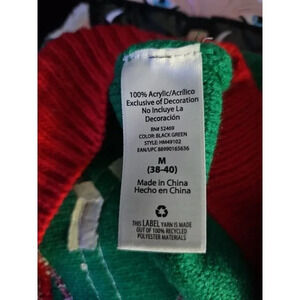 100% Acrylic/Acrílico
Exclusive of Decoration
No Incluye La
Decoración
RN# 52469
COLOR: BLACK GREEN
STYLE: HM49102
EAN/UPC 88990165636
M
(38-40)
Made in China
Hecho en China
THIS LABEL YARN IS MADE
OUT OF 100% RECYCLED
POLYESTER MATERIALS